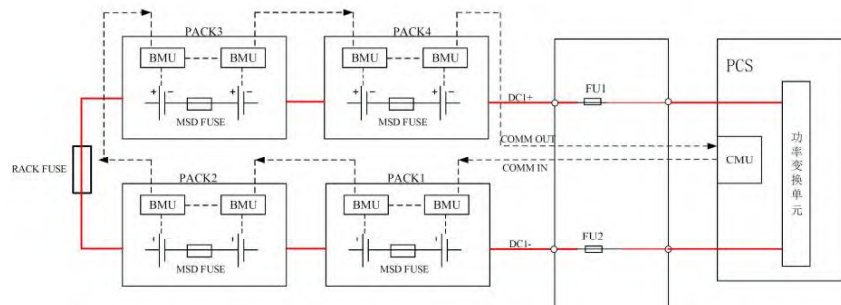 PACK3
PACK4
BMU
BMU
BMU
BMU
PCS
+
−
+
−
+
−
+
−
MSD FUSE
MSD FUSE
DC1+
FU1
COMM OUT
COMM IN
CMU
功率变换单元
RACK FUSE
PACK2
PACK1
BMU
BMU
BMU
BMU
MSD FUSE
MSD FUSE
DC1-
FU2